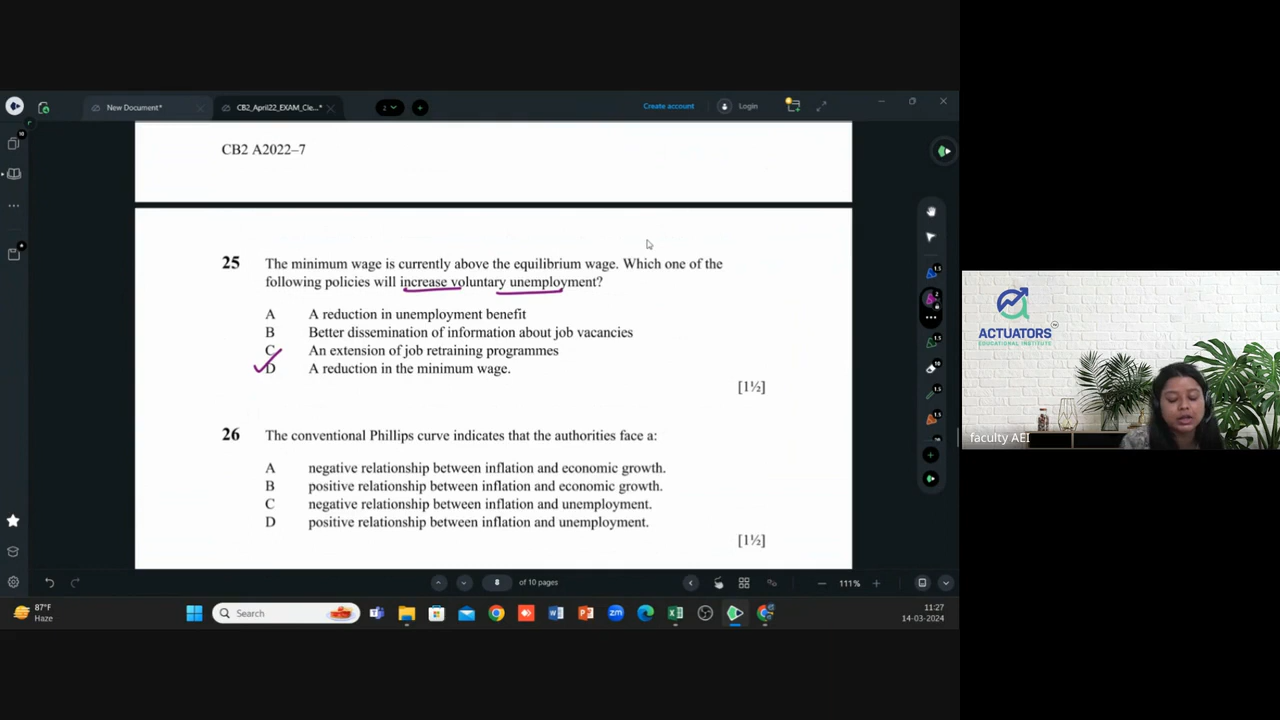 New Document*
CB2_April22_EXAM_Cle...*
2
Create account
Login
CB2 A2022–7
25 The minimum wage is currently above the equilibrium wage. Which one of the
following policies will increase voluntary unemployment?
A A reduction in unemployment benefit
B Better dissemination of information about job vacancies
C An extension of job retraining programmes
D A reduction in the minimum wage.
[1½]
26 The conventional Phillips curve indicates that the authorities face a:
A negative relationship between inflation and economic growth.
B positive relationship between inflation and economic growth.
C negative relationship between inflation and unemployment.
D positive relationship between inflation and unemployment.
[1½]
8 of 10 pages
111%
87°F
Haze
Search
11:27
14-03-2024
ACTUATORS
EDUCATIONAL INSTITUTE
faculty AEI